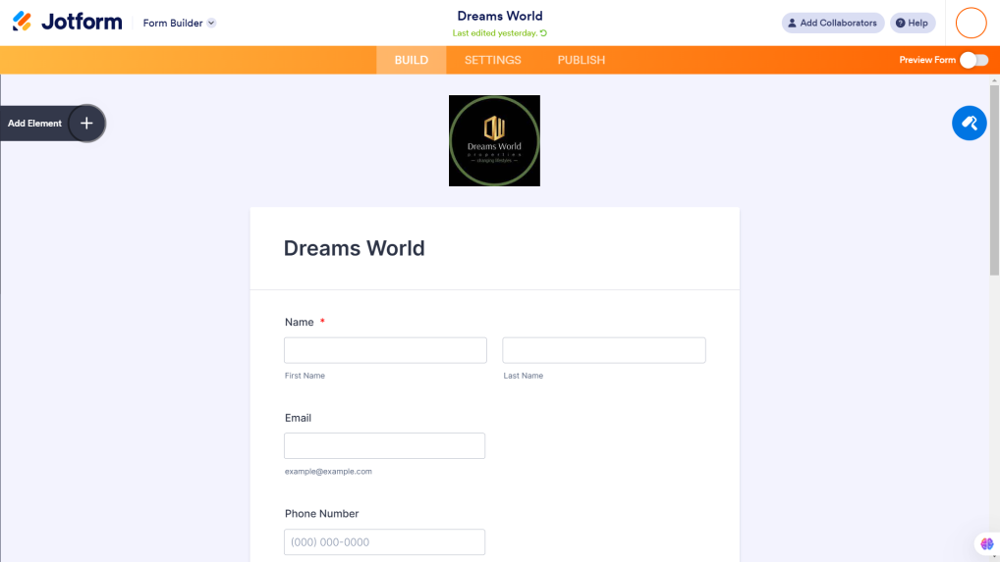 Jotform
Form Builder
Dreams World
Last edited yesterday.
Add Collaborators
Help
BUILD
SETTINGS
PUBLISH
Preview Form
Add Element
Dreams World
properties
— changing lifestyles —
Dreams World
Name *
First Name
Last Name
Email
example@example.com
Phone Number
(000) 000-0000